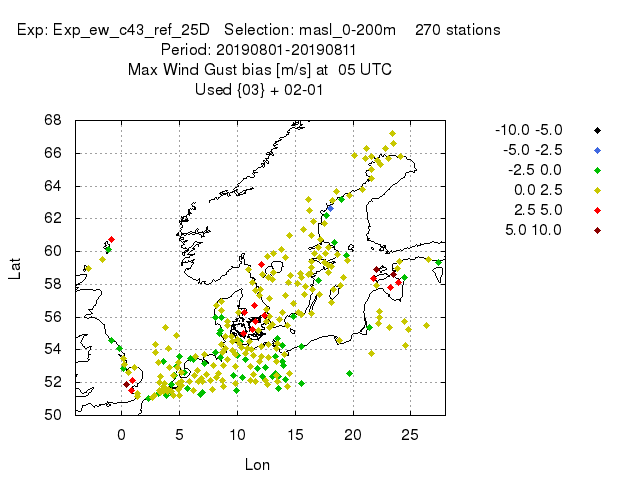 Exp: Exp_ew_c43_ref_25D   Selection: masl_0-200m    270 stations
Period: 20190801-20190811
Max Wind Gust bias [m/s] at  05 UTC
Used {03} + 02-01
68
66
64
62
60
58
56
54
52
50
Lat
0 5 10 15 20 25
Lon
-10.0 -5.0
-5.0 -2.5
-2.5 0.0
0.0 2.5
2.5 5.0
5.0 10.0